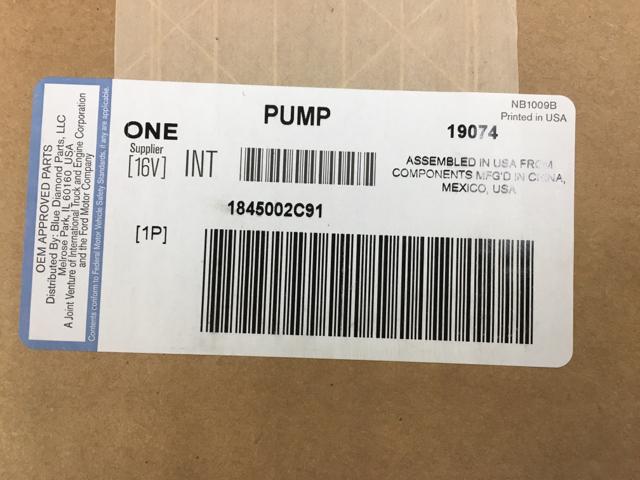 OEM APPROVED PARTS
Distributed By: Blue Diamond Parts, LLC
Melrose Park, IL 60160 USA
A Joint Venture of International Truck and Engine Corporation
and the Ford Motor Company
Contents conform to Federal Motor Vehicle Safety Standards, if any are applicable.
NB1009B
Printed in USA
PUMP
ONE
19074
Supplier
[16V] INT
ASSEMBLED IN USA FROM
COMPONENTS MFG'D IN CHINA,
MEXICO, USA
1845002C91
[1P]